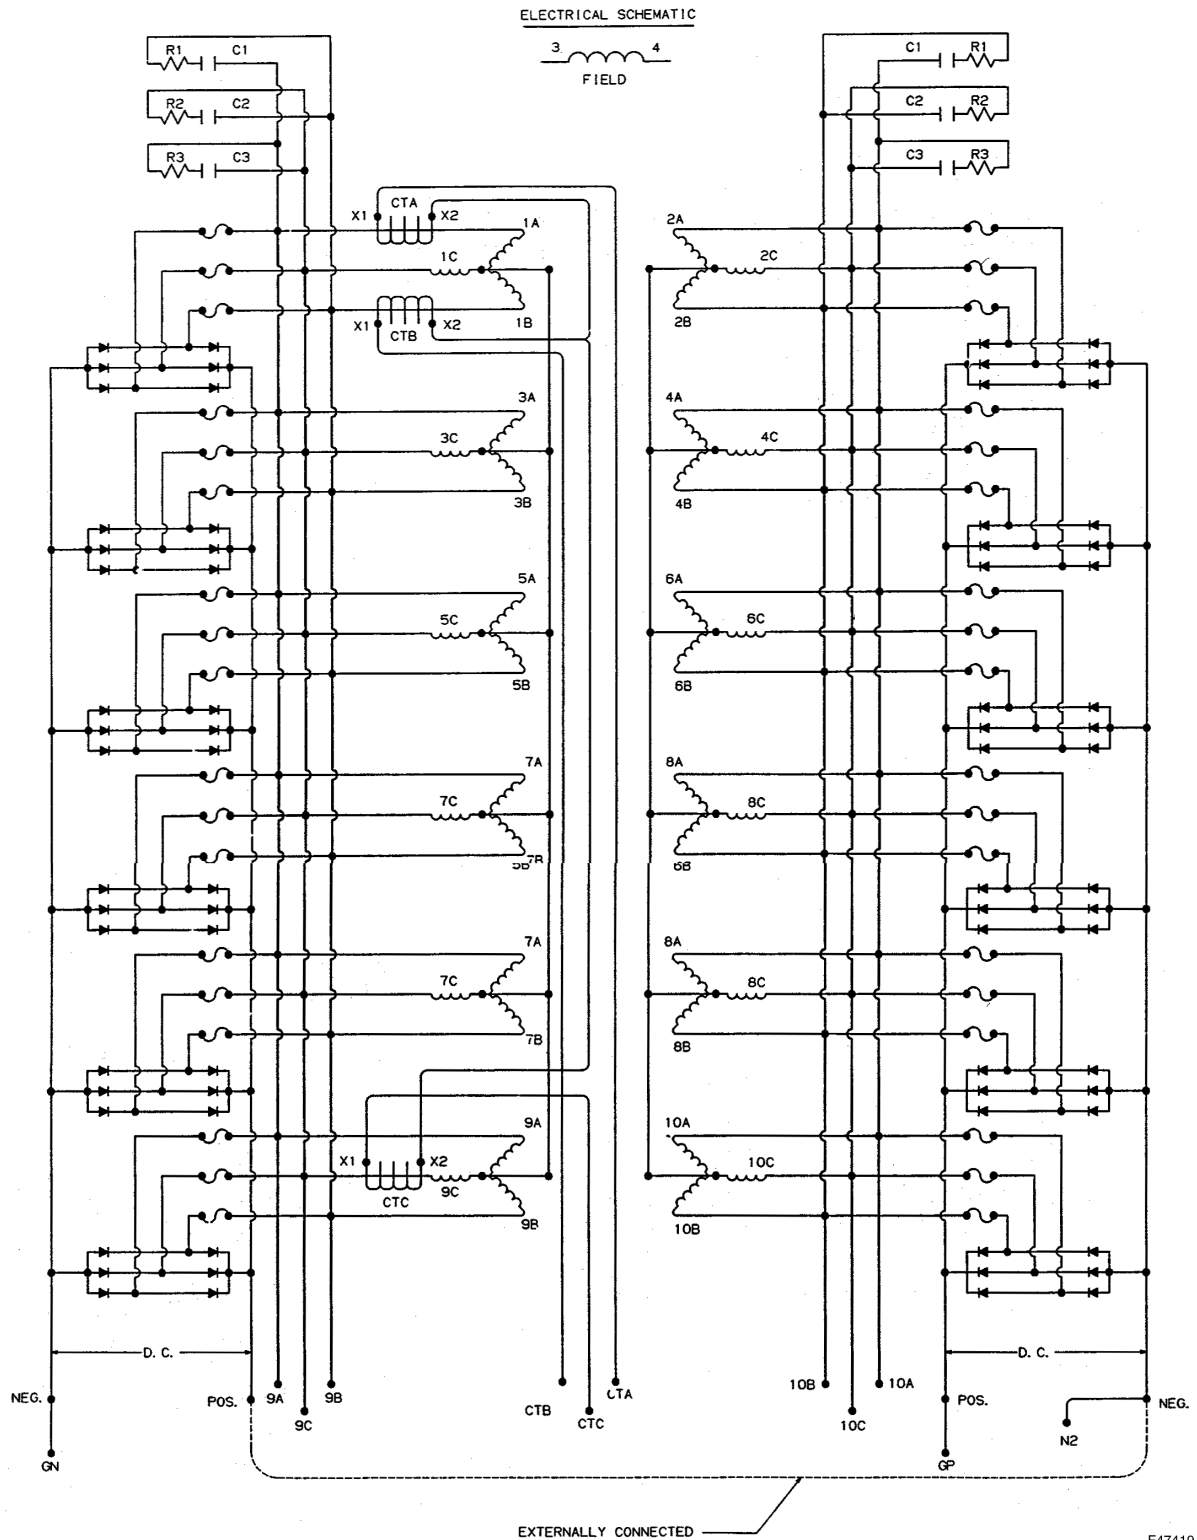 ELECTRICAL SCHEMATIC
3 4
FIELD
R1 C1 C1 R1
R2 C2 C2 R2
R3 C3 C3 R3
X1 CTA X2 1A 2A
1C 2C
X1 CTB X2 1B 2B
3A 4A
3C 4C
3B 4B
5A 6A
5C 6C
5B 6B
7A 8A
7C 8C
5B 7B 6B
7A 8A
7C 8C
7B 8B
9A 10A
X1 X2 10C
CTC 9C
9B 10B
D. C. D. C.
NEG. POS. 9A 9B CTB CTA 10B 10A POS. NEG.
9C CTC 10C N2
GN GP
EXTERNALLY CONNECTED
F47419